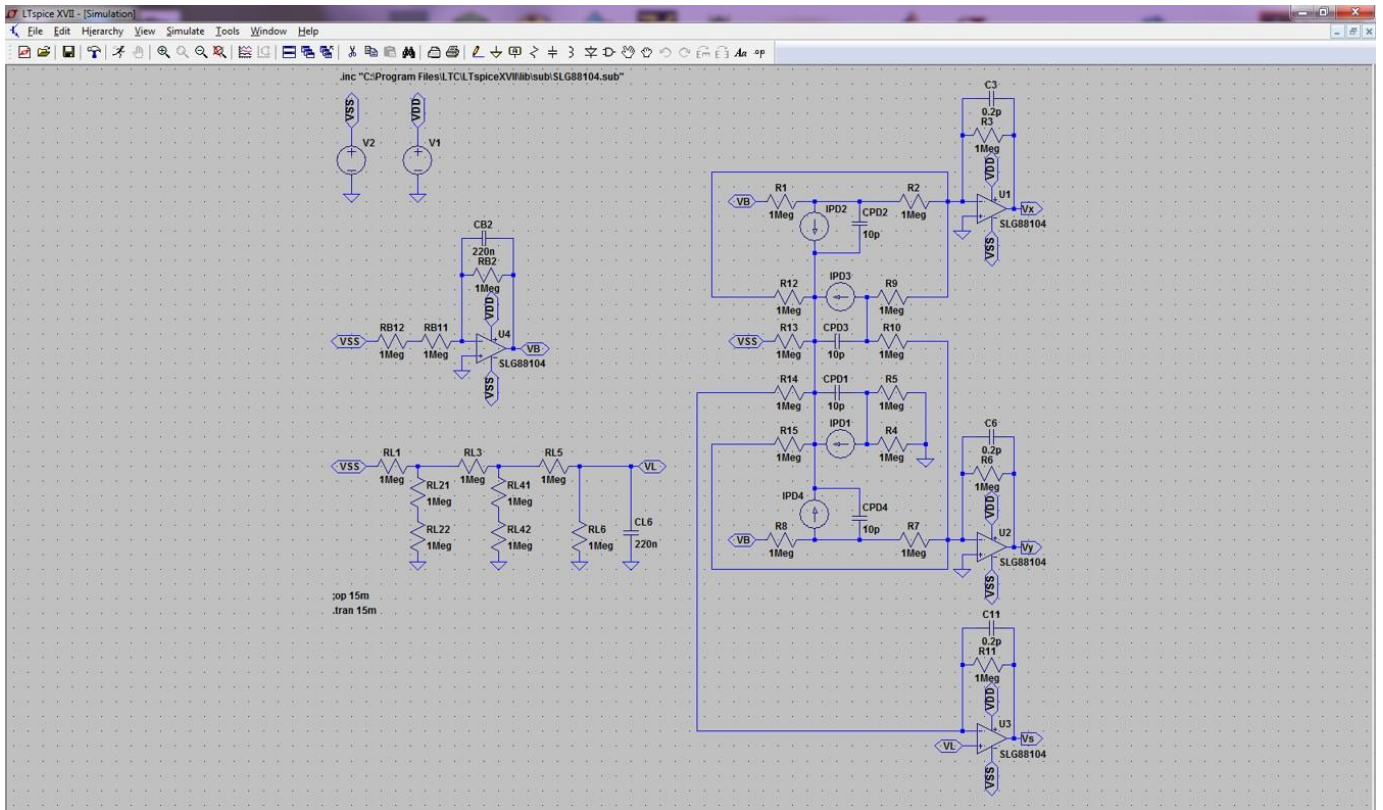 LTspice XVII - [Simulation]
File Edit Hierarchy View Simulate Tools Window Help
Aa .op
.inc "C:\Program Files\LTC\LTspiceXVII\lib\sub\SLG88104.sub"
VSS
VDD
V2
V1
CB2
220n
RB2
1Meg
VDD
VSS
RB12
1Meg
RB11
1Meg
U4
VB
SLG88104
VSS
VSS
RL1
1Meg
RL3
1Meg
RL5
1Meg
VL
RL21
1Meg
RL41
1Meg
RL22
1Meg
RL42
1Meg
RL6
1Meg
CL6
220n
;op 15m
.tran 15m
C3
0.2p
R3
1Meg
VDD
U1
Vx
SLG88104
VSS
VB
R1
1Meg
IPD2
CPD2
10p
R2
1Meg
R12
1Meg
IPD3
R9
1Meg
VSS
R13
1Meg
CPD3
10p
R10
1Meg
R14
1Meg
CPD1
10p
R5
1Meg
R15
1Meg
IPD1
R4
1Meg
IPD4
CPD4
10p
VB
R8
1Meg
R7
1Meg
C6
0.2p
R6
1Meg
VDD
U2
Vy
SLG88104
VSS
C11
0.2p
R11
1Meg
VDD
U3
VL
Vs
SLG88104
VSS